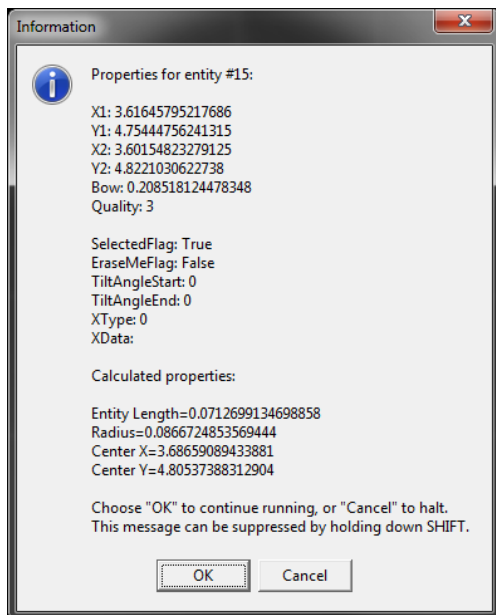 Information
Properties for entity #15:
X1: 3.61645795217686
Y1: 4.75444756241315
X2: 3.60154823279125
Y2: 4.8221030622738
Bow: 0.208518124478348
Quality: 3
SelectedFlag: True
EraseMeFlag: False
TiltAngleStart: 0
TiltAngleEnd: 0
XType: 0
XData:
Calculated properties:
Entity Length=0.0712699134698858
Radius=0.0866724853569444
Center X=3.68659089433881
Center Y=4.80537388312904
Choose "OK" to continue running, or "Cancel" to halt.
This message can be suppressed by holding down SHIFT.
OK
Cancel